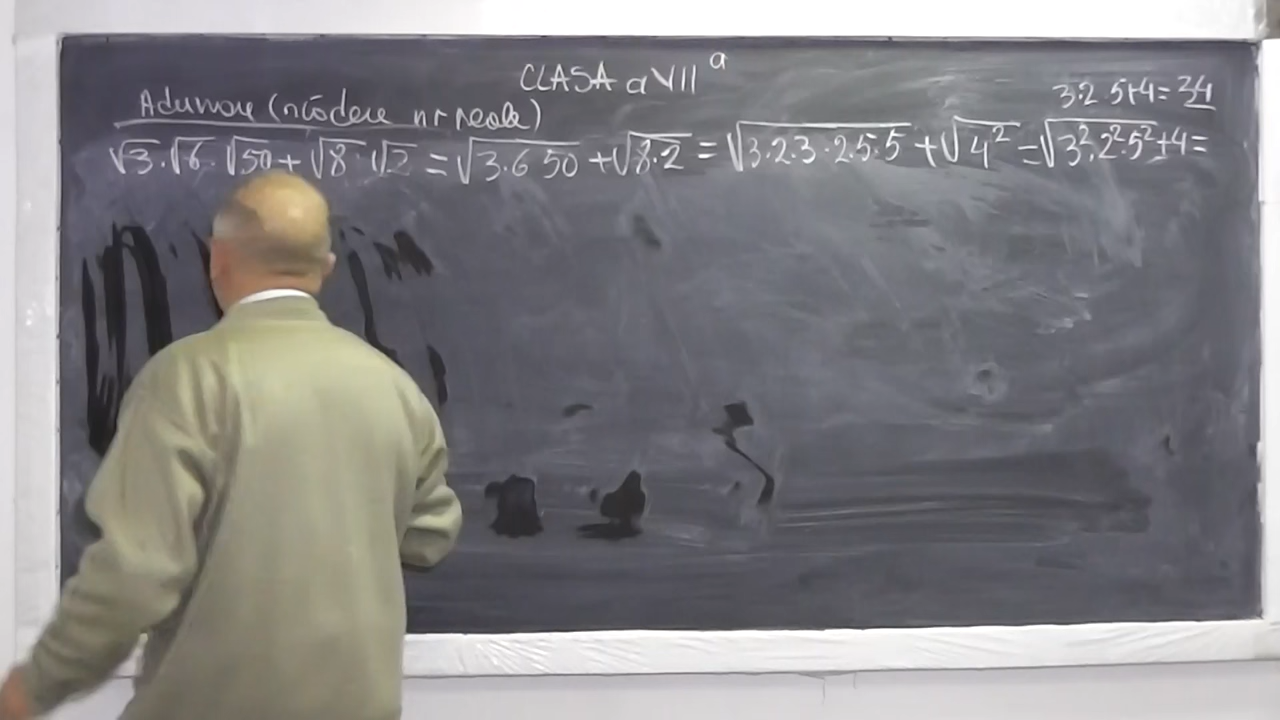 CLASA a VII a
3·2·5+4=34
Adunare (scădere nr reale)
√3·√6·√50+√8·√2=√3·6·50+√8·2=√3·2·3·2·5·5+√4²=√3²·2²·5²+4=